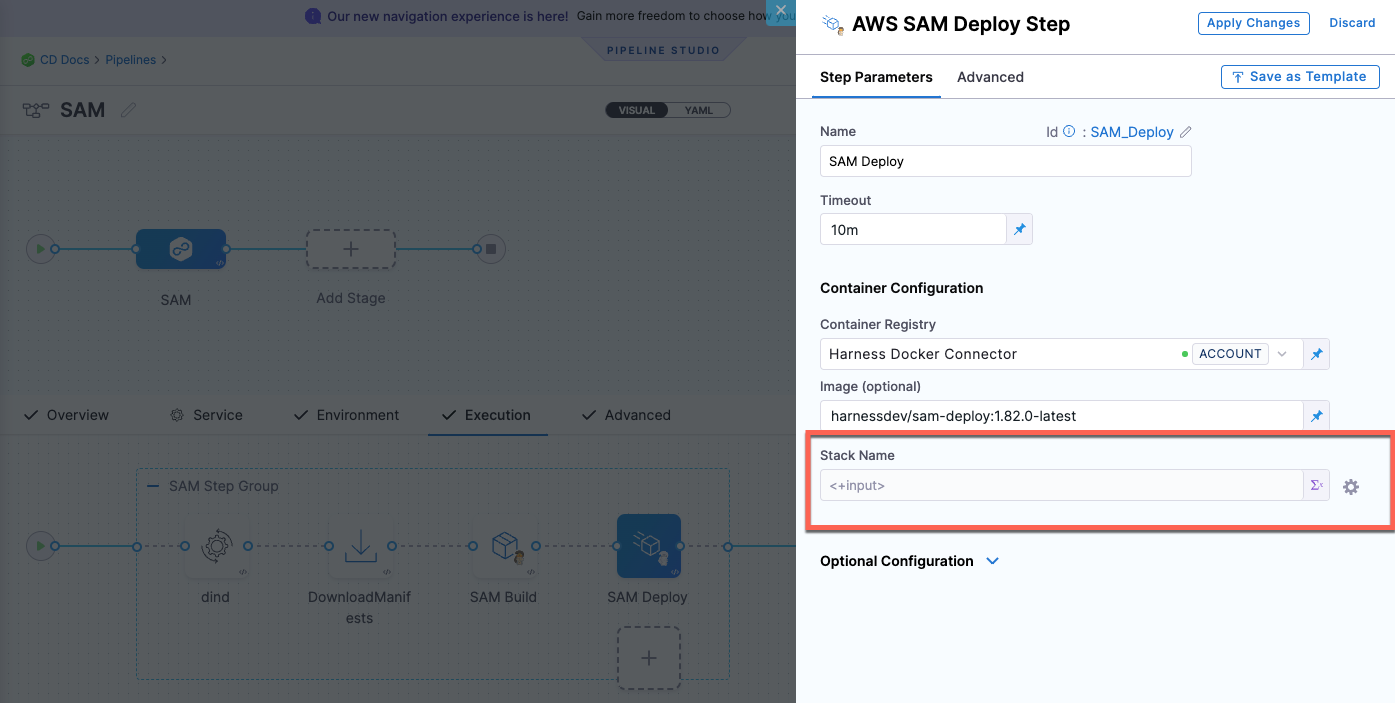 Our new navigation experience is here! Gain more freedom to choose how you
PIPELINE STUDIO
CD Docs > Pipelines >
SAM
VISUAL YAML
SAM
Add Stage
Overview Service Environment Execution Advanced
SAM Step Group
dind
DownloadManif
ests
SAM Build
SAM Deploy
AWS SAM Deploy Step
Apply Changes Discard
Step Parameters Advanced
Save as Template
Name Id : SAM_Deploy
SAM Deploy
Timeout
10m
Container Configuration
Container Registry
Harness Docker Connector ACCOUNT
Image (optional)
harnessdev/sam-deploy:1.82.0-latest
Stack Name
<+input>
Optional Configuration